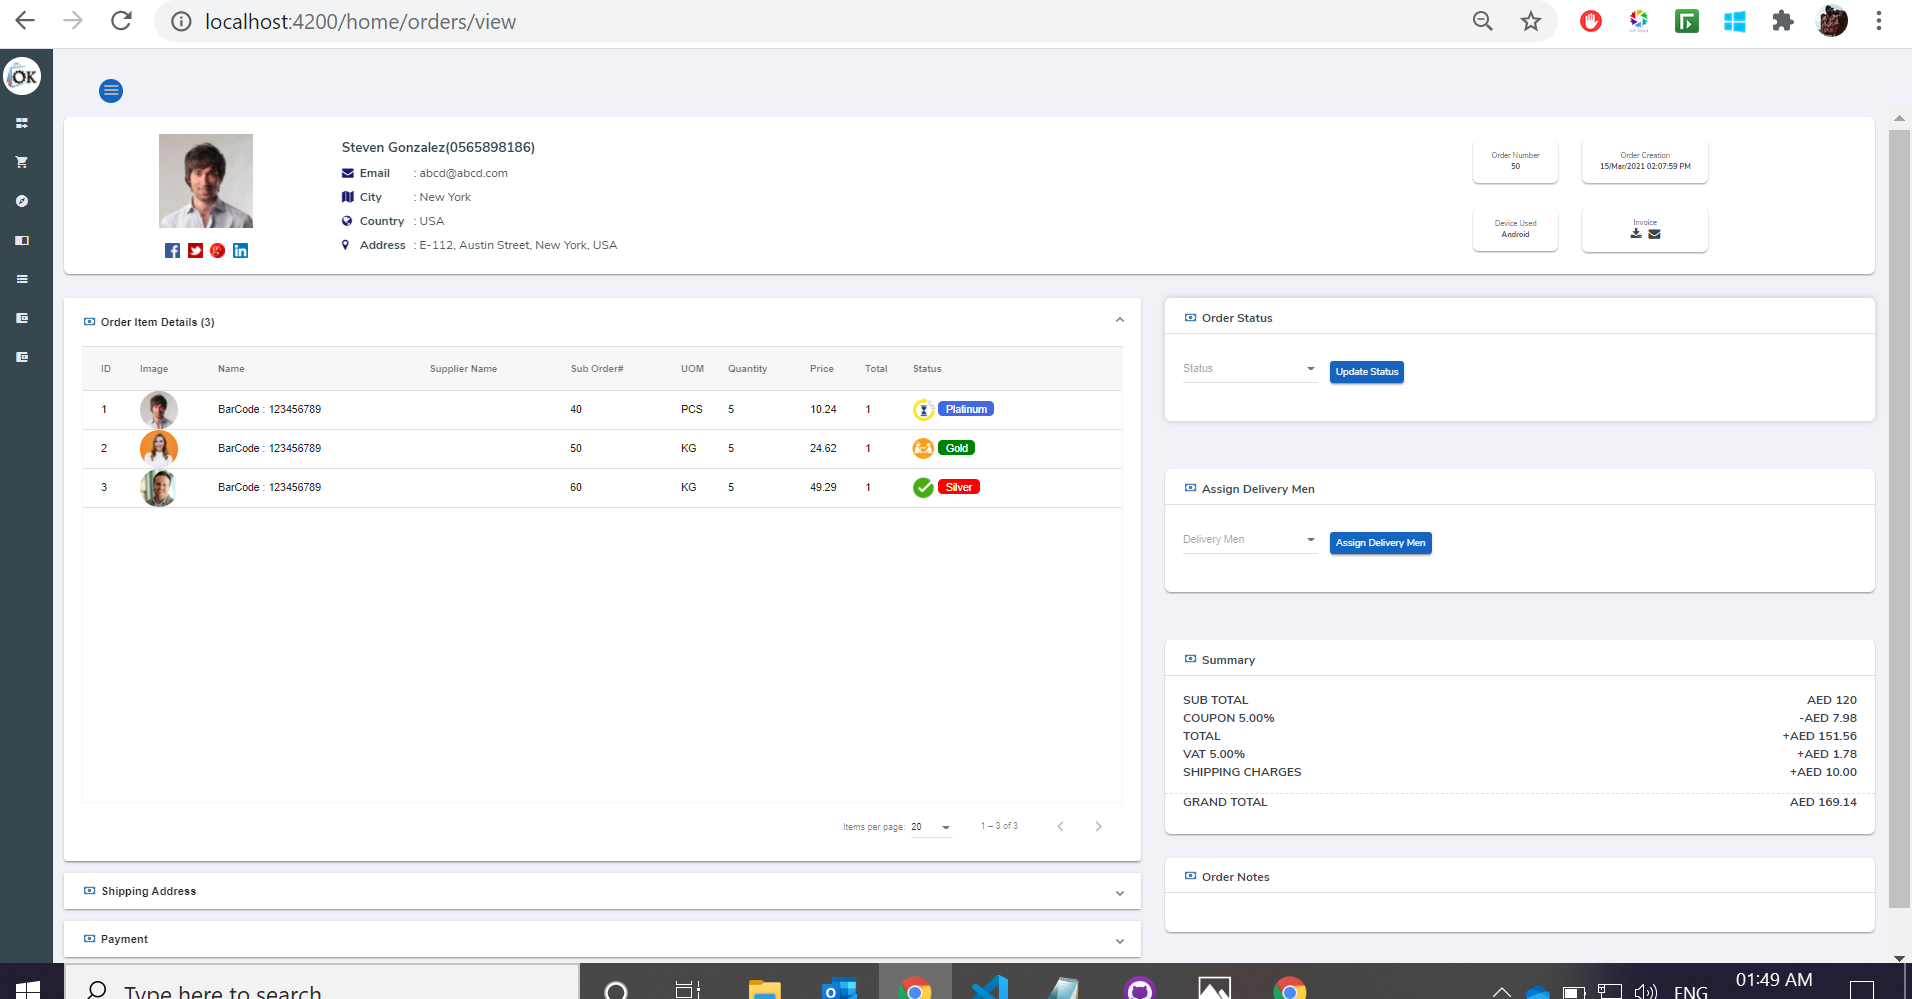 localhost:4200/home/orders/view
OK
Steven Gonzalez(0565898186)
Email : abcd@abcd.com
City : New York
Country : USA
Address : E-112, Austin Street, New York, USA
Order Number
50
Order Creation
15/Mar/2021 02:07:59 PM
Device Used
Android
Invoice
Order Item Details (3)
ID Image Name Supplier Name Sub Order# UOM Quantity Price Total Status
1 BarCode : 123456789 40 PCS 5 10.24 1 Platinum
2 BarCode : 123456789 50 KG 5 24.62 1 Gold
3 BarCode : 123456789 60 KG 5 49.29 1 Silver
Items per page: 20 1 – 3 of 3
Shipping Address
Payment
Order Status
Status Update Status
Assign Delivery Men
Delivery Men Assign Delivery Men
Summary
SUB TOTAL AED 120
COUPON 5.00% -AED 7.98
TOTAL +AED 151.56
VAT 5.00% +AED 1.78
SHIPPING CHARGES +AED 10.00
GRAND TOTAL AED 169.14
Order Notes
Type here to search
ENG
01:49 AM